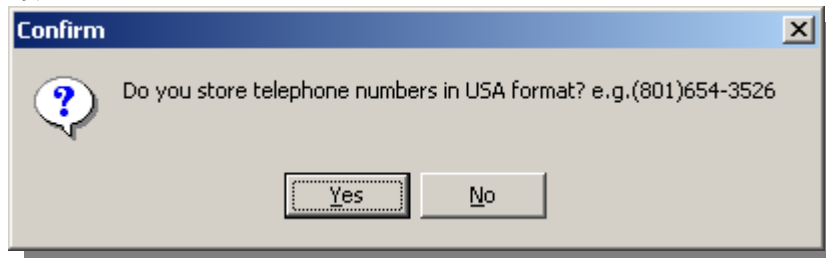 Confirm
Do you store telephone numbers in USA format? e.g.(801)654-3526
Yes
No